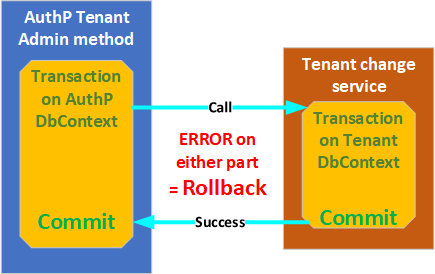 AuthP Tenant
Admin method
Transaction
on AuthP
DbContext
Commit
Call
ERROR on
either part
= Rollback
Success
Tenant change
service
Transaction
on Tenant
DbContext
Commit